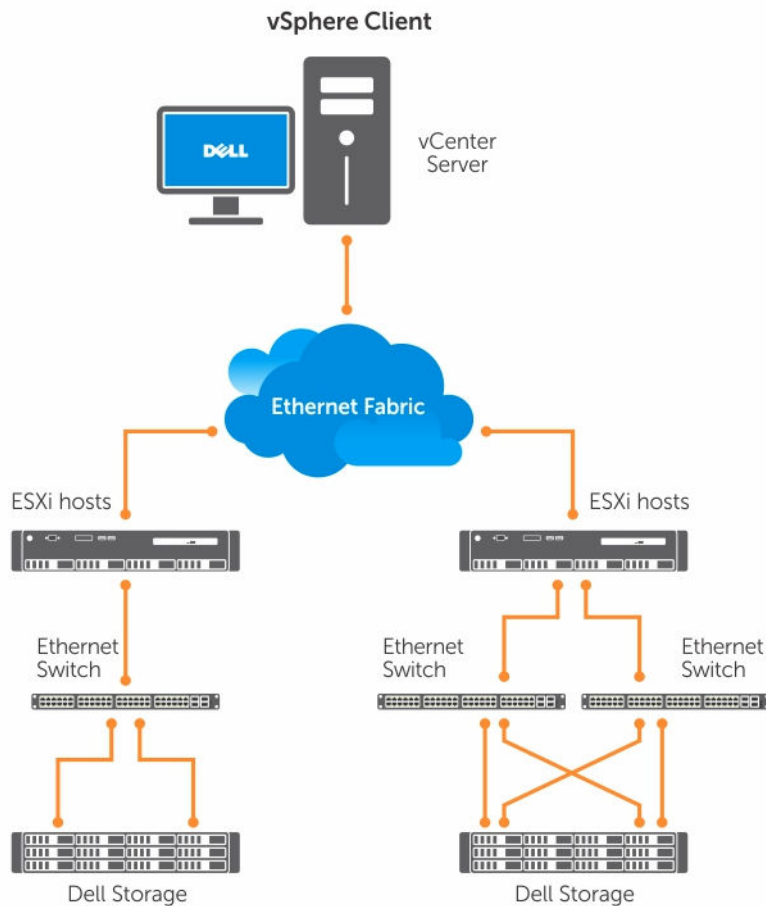 vSphere Client
DELL
vCenter
Server
Ethernet Fabric
ESXi hosts
ESXi hosts
Ethernet
Switch
Ethernet
Switch
Ethernet
Switch
Dell Storage
Dell Storage